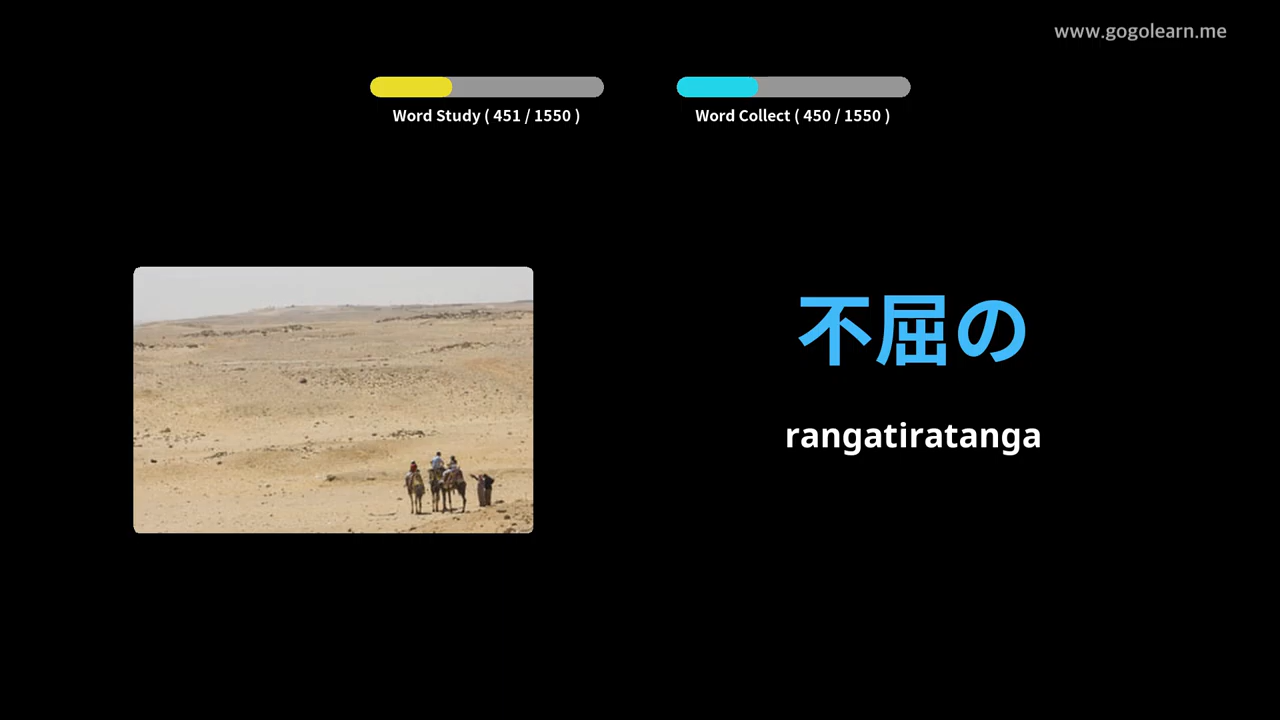 www.gogolearn.me
Word Study ( 451 / 1550 )
Word Collect ( 450 / 1550 )
不屈の
rangatiratanga